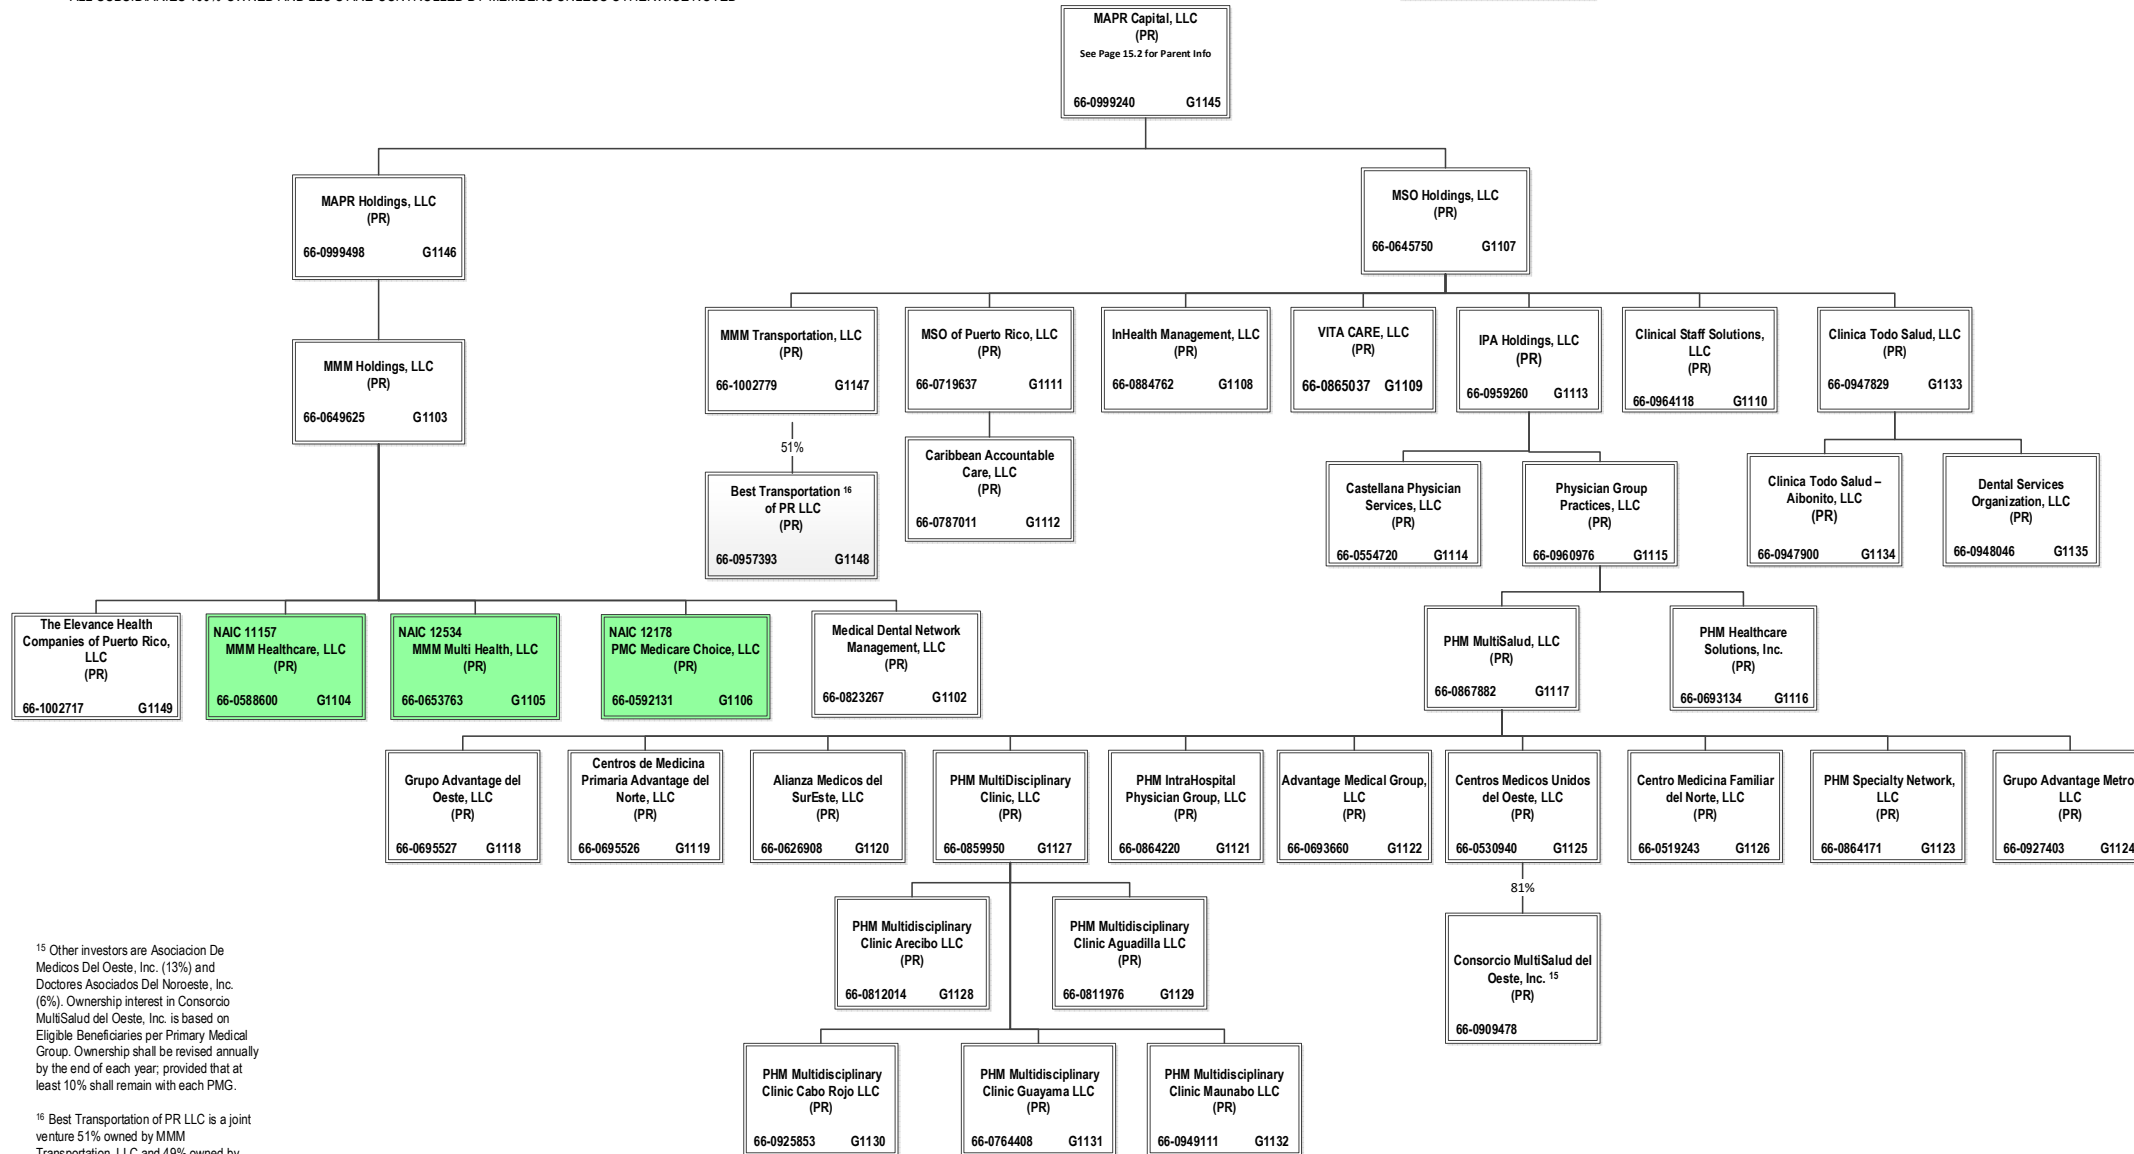 ALL SUBSIDIARIES 100% OWNED AND LLC'S ARE CONTROLLED BY MEMBERS UNLESS OTHERWISE NOTED
MAPR Capital, LLC
(PR)
See Page 15.2 for Parent Info
66-0999240 G1145
MAPR Holdings, LLC
(PR)
66-0999498 G1146
MSO Holdings, LLC
(PR)
66-0645750 G1107
MMM Holdings, LLC
(PR)
66-0649625 G1103
MMM Transportation, LLC
(PR)
66-1002779 G1147
MSO of Puerto Rico, LLC
(PR)
66-0719637 G1111
InHealth Management, LLC
(PR)
66-0884762 G1108
VITA CARE, LLC
(PR)
66-0865037 G1109
IPA Holdings, LLC
(PR)
66-0959260 G1113
Clinical Staff Solutions,
LLC
(PR)
66-0964118 G1110
Clinica Todo Salud, LLC
(PR)
66-0947829 G1133
51%
Best Transportation 16
of PR LLC
(PR)
66-0957393 G1148
Caribbean Accountable
Care, LLC
(PR)
66-0787011 G1112
Castellana Physician
Services, LLC
(PR)
66-0554720 G1114
Physician Group
Practices, LLC
(PR)
66-0960976 G1115
Clinica Todo Salud –
Aibonito, LLC
(PR)
66-0947900 G1134
Dental Services
Organization, LLC
(PR)
66-0948046 G1135
The Elevance Health
Companies of Puerto Rico,
LLC
(PR)
66-1002717 G1149
NAIC 11157
MMM Healthcare, LLC
(PR)
66-0588600 G1104
NAIC 12534
MMM Multi Health, LLC
(PR)
66-0653763 G1105
NAIC 12178
PMC Medicare Choice, LLC
(PR)
66-0592131 G1106
Medical Dental Network
Management, LLC
(PR)
66-0823267 G1102
PHM MultiSalud, LLC
(PR)
66-0867882 G1117
PHM Healthcare
Solutions, Inc.
(PR)
66-0693134 G1116
Grupo Advantage del
Oeste, LLC
(PR)
66-0695527 G1118
Centros de Medicina
Primaria Advantage del
Norte, LLC
(PR)
66-0695526 G1119
Alianza Medicos del
SurEste, LLC
(PR)
66-0626908 G1120
PHM MultiDisciplinary
Clinic, LLC
(PR)
66-0859950 G1127
PHM IntraHospital
Physician Group, LLC
(PR)
66-0864220 G1121
Advantage Medical Group,
LLC
(PR)
66-0693660 G1122
Centros Medicos Unidos
del Oeste, LLC
(PR)
66-0530940 G1125
Centro Medicina Familiar
del Norte, LLC
(PR)
66-0519243 G1126
PHM Specialty Network,
LLC
(PR)
66-0864171 G1123
Grupo Advantage Metro
LLC
(PR)
66-0927403 G1124
PHM Multidisciplinary
Clinic Arecibo LLC
(PR)
66-0812014 G1128
PHM Multidisciplinary
Clinic Aguadilla LLC
(PR)
66-0811976 G1129
81%
Consorcio MultiSalud del
Oeste, Inc. 15
(PR)
66-0909478
PHM Multidisciplinary
Clinic Cabo Rojo LLC
(PR)
66-0925853 G1130
PHM Multidisciplinary
Clinic Guayama LLC
(PR)
66-0764408 G1131
PHM Multidisciplinary
Clinic Maunabo LLC
(PR)
66-0949111 G1132
15 Other investors are Asociacion De
Medicos Del Oeste, Inc. (13%) and
Doctores Asociados Del Noroeste, Inc.
(6%). Ownership interest in Consorcio
MultiSalud del Oeste, Inc. is based on
Eligible Beneficiaries per Primary Medical
Group. Ownership shall be revised annually
by the end of each year; provided that at
least 10% shall remain with each PMG.
16 Best Transportation of PR LLC is a joint
venture 51% owned by MMM
Transportation, LLC and 49% owned by